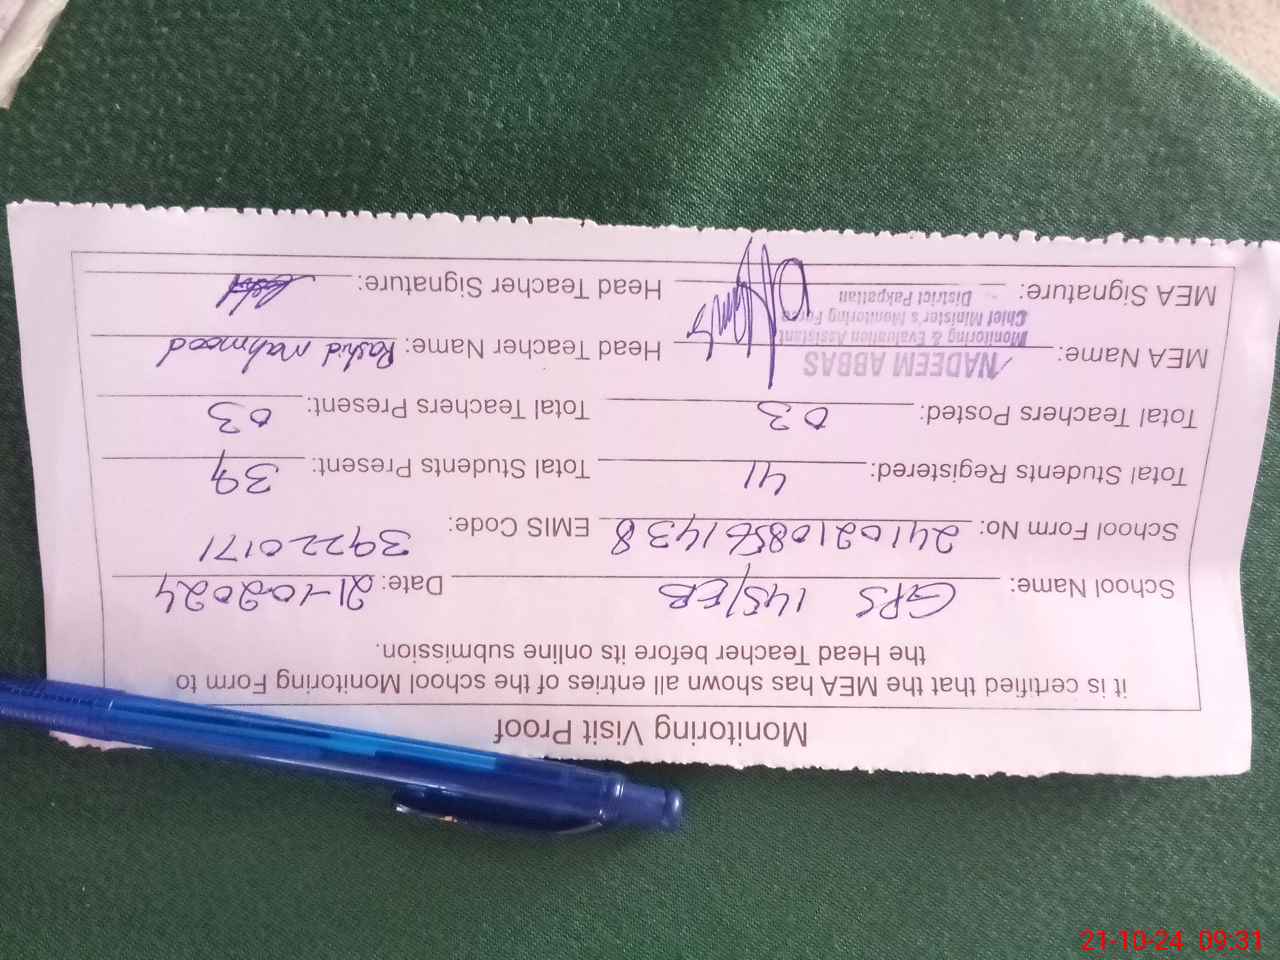 Monitoring Visit Proof
it is certified that the MEA has shown all entries of the school Monitoring Form to
the Head Teacher before its online submission.
School Name: GPS 145/EB Date: 21-10-2024
School Form No: 24102108561438 EMIS Code: 39220171
Total Students Registered: 41 Total Students Present: 39
Total Teachers Posted: 03 Total Teachers Present: 03
MEA Name: NADEEM ABBAS Head Teacher Name: Rashid Mahmood
Monitoring & Evaluation Assistant
Chief Minister's Monitoring Force
District Pakpattan
MEA Signature: Head Teacher Signature:
21-10-24 09:31